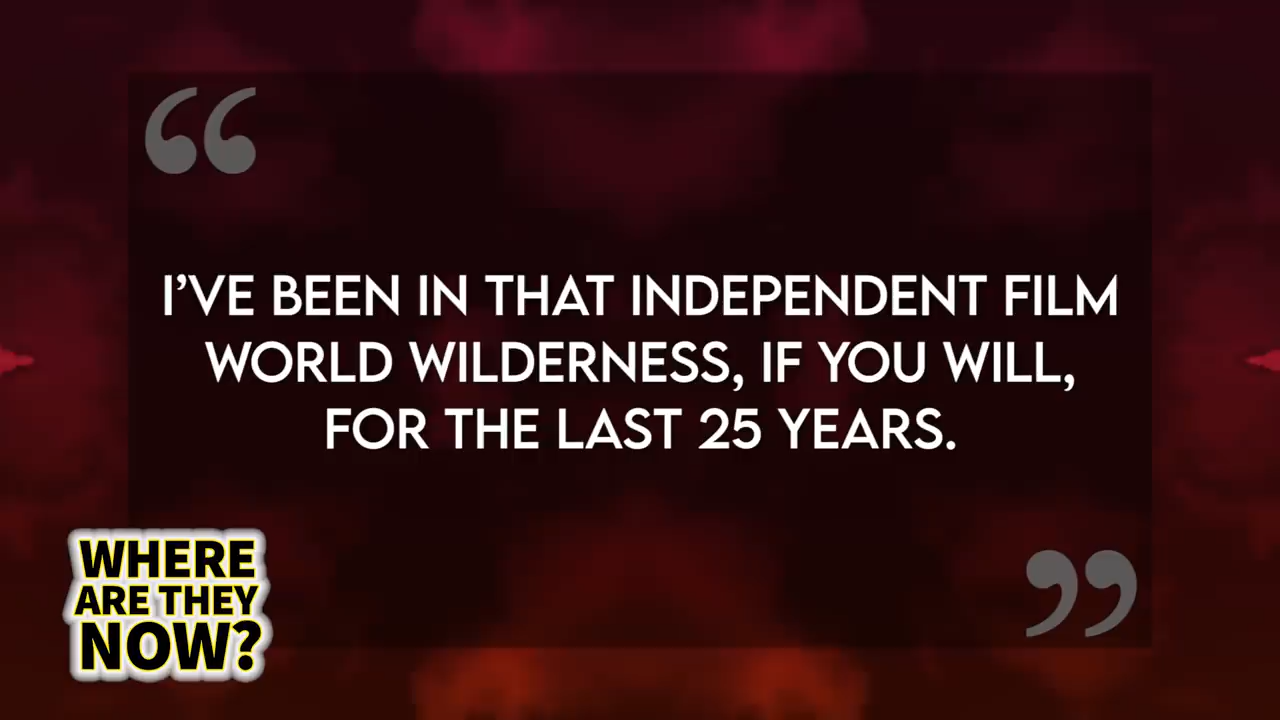 “
I’VE BEEN IN THAT INDEPENDENT FILM
WORLD WILDERNESS, IF YOU WILL,
FOR THE LAST 25 YEARS.
”
WHERE
ARE THEY
NOW?